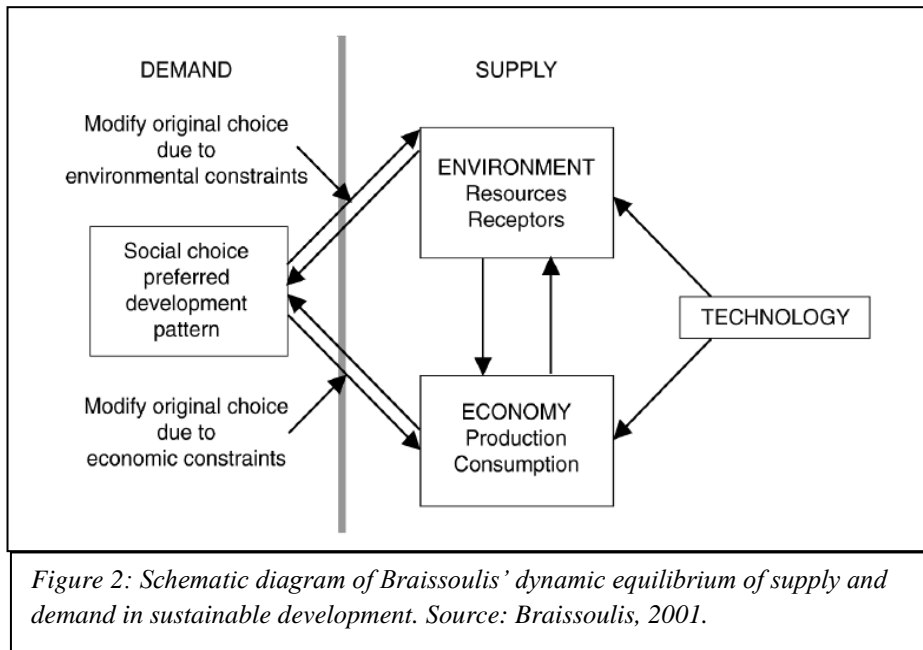 DEMAND
SUPPLY
Modify original choice
due to
environmental constraints
ENVIRONMENT
Resources
Receptors
Social choice
preferred
development
pattern
TECHNOLOGY
Modify original choice
due to
economic constraints
ECONOMY
Production
Consumption
Figure 2: Schematic diagram of Braissoulis’ dynamic equilibrium of supply and
demand in sustainable development. Source: Braissoulis, 2001.